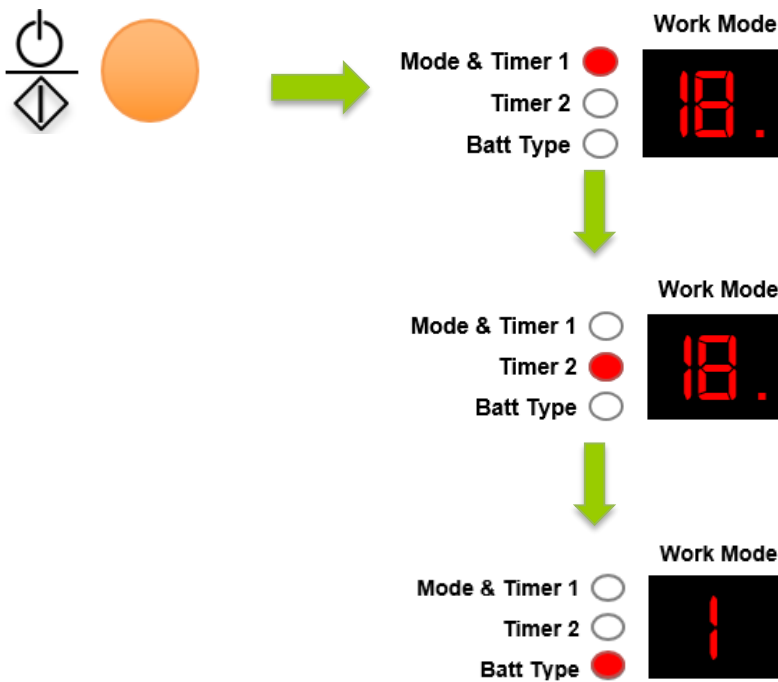 Work Mode
Mode & Timer 1
Timer 2
Batt Type
18.
Work Mode
Mode & Timer 1
Timer 2
Batt Type
18.
Work Mode
Mode & Timer 1
Timer 2
Batt Type
1